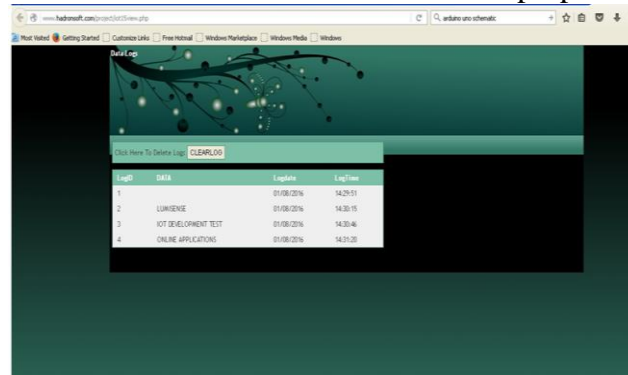 www.hadronsoft.com/project/iot15view.php
arduino uno schematic
Most Visited Getting Started Customize Links Free Hotmail Windows Marketplace Windows Media Windows
Data Logs
Click Here To Delete Logs CLEARLOG
LogID DATA Logdate LogTime
1 01/08/2016 14:29:51
2 LUMISENSE 01/08/2016 14:30:15
3 IOT DEVELOPMENT TEST 01/08/2016 14:30:46
4 ONLINE APPLICATIONS 01/08/2016 14:31:20